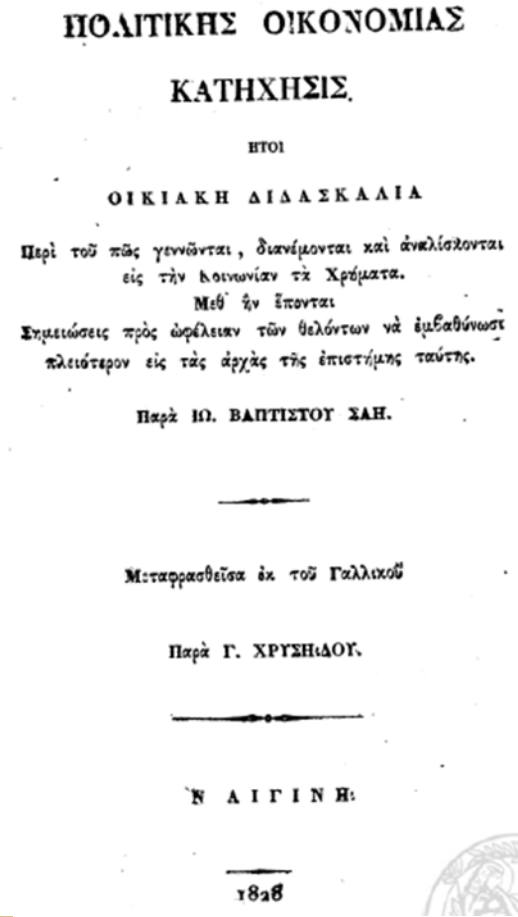 ΠΟΛΙΤΙΚΗΣ ΟΙΚΟΝΟΜΙΑΣ
ΚΑΤΗΧΗΣΙΣ.
ΗΤΟΙ
ΟΙΚΙΑΚΗ ΔΙΔΑΣΚΑΛΙΑ
Περὶ τοῦ πῶς γεννῶνται, διανέμονται καὶ ἀναλίσκονται
εἰς τὴν Κοινωνίαν τὰ Χρήματα.
Μεθ' ἣν ἕπονται
Σημειώσεις πρὸς ὠφέλειαν τῶν θελόντων νὰ ἐμβαθύνωσι
πλειότερον εἰς τὰς ἀρχὰς τῆς ἐπιστήμης ταύτης.
Παρὰ ΙΩ. ΒΑΠΤΙΣΤΟΥ ΣΑΗ.
Μεταφρασθεῖσα ἐκ τοῦ Γαλλικοῦ
Παρὰ Γ. ΧΡΥΣΗΙΔΟΥ.
Ν ΑΙΓΙΝΗ:
1828